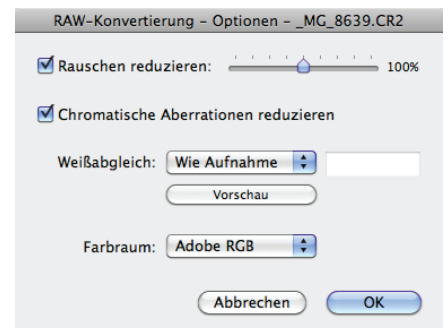 RAW-Konvertierung – Optionen – _MG_8639.CR2
Rauschen reduzieren: 100%
Chromatische Aberrationen reduzieren
Weißabgleich: Wie Aufnahme
Vorschau
Farbraum: Adobe RGB
Abbrechen OK